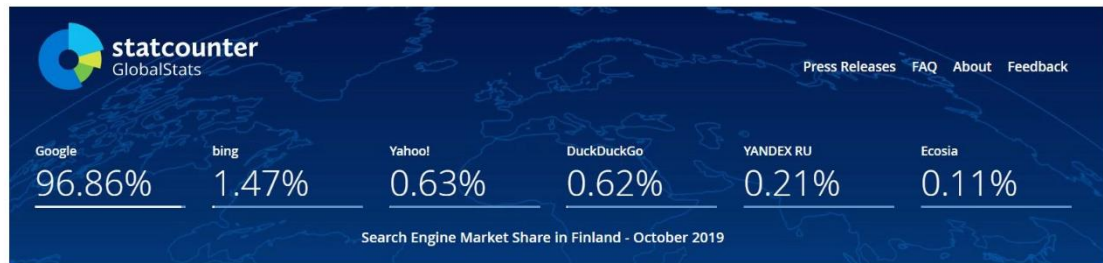 statcounter
GlobalStats
Press Releases FAQ About Feedback
Google bing Yahoo! DuckDuckGo YANDEX RU Ecosia
96.86% 1.47% 0.63% 0.62% 0.21% 0.11%
Search Engine Market Share in Finland - October 2019